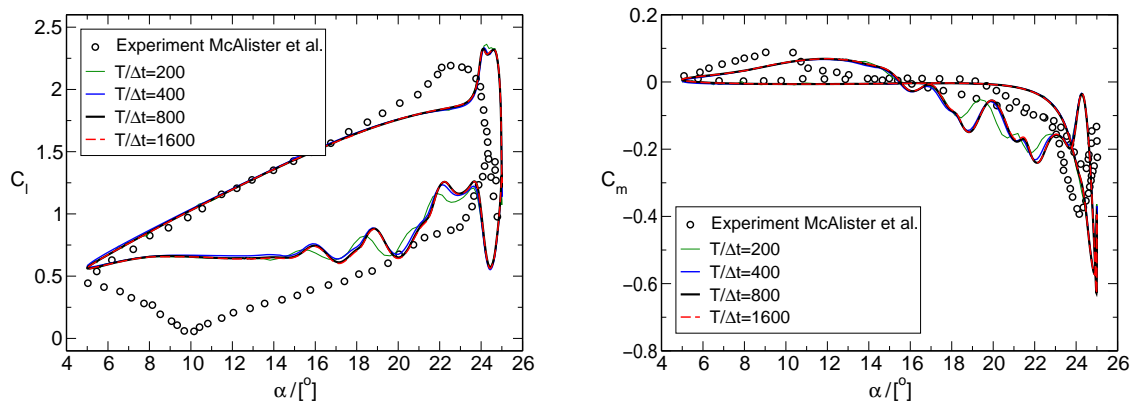 2.5
2
1.5
1
0.5
0
C_l
Experiment McAlister et al.
T/Δt=200
T/Δt=400
T/Δt=800
T/Δt=1600
4 6 8 10 12 14 16 18 20 22 24 26
α/[°]
0.2
0
−0.2
−0.4
−0.6
−0.8
C_m
Experiment McAlister et al.
T/Δt=200
T/Δt=400
T/Δt=800
T/Δt=1600
4 6 8 10 12 14 16 18 20 22 24 26
α/[°]